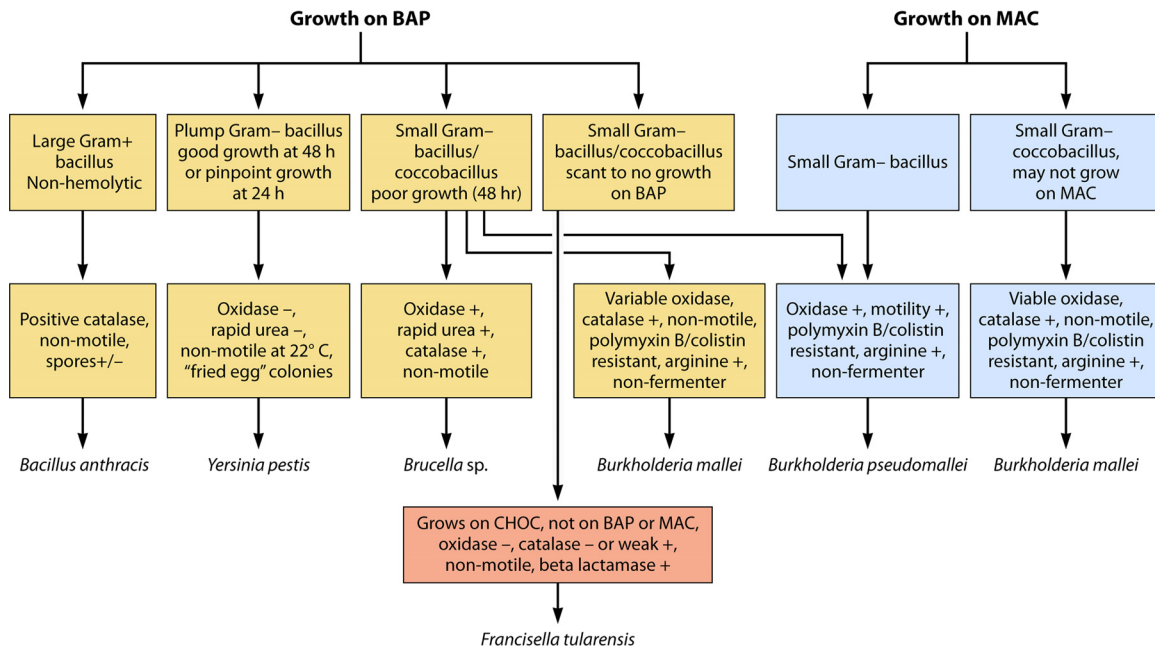 Growth on BAP
Growth on MAC
Large Gram+
bacillus
Non-hemolytic
Plump Gram– bacillus
good growth at 48 h
or pinpoint growth
at 24 h
Small Gram–
bacillus/
coccobacillus
poor growth (48 hr)
Small Gram–
bacillus/coccobacillus
scant to no growth
on BAP
Small Gram– bacillus
Small Gram–
coccobacillus,
may not grow
on MAC
Positive catalase,
non-motile,
spores+/–
Oxidase –,
rapid urea –,
non-motile at 22° C,
“fried egg” colonies
Oxidase +,
rapid urea +,
catalase +,
non-motile
Variable oxidase,
catalase +, non-motile,
polymyxin B/colistin
resistant, arginine +,
non-fermenter
Oxidase +, motility +,
polymyxin B/colistin
resistant, arginine +,
non-fermenter
Viable oxidase,
catalase +, non-motile,
polymyxin B/colistin
resistant, arginine +,
non-fermenter
Bacillus anthracis
Yersinia pestis
Brucella sp.
Burkholderia mallei
Burkholderia pseudomallei
Burkholderia mallei
Grows on CHOC, not on BAP or MAC,
oxidase –, catalase – or weak +,
non-motile, beta lactamase +
Francisella tularensis